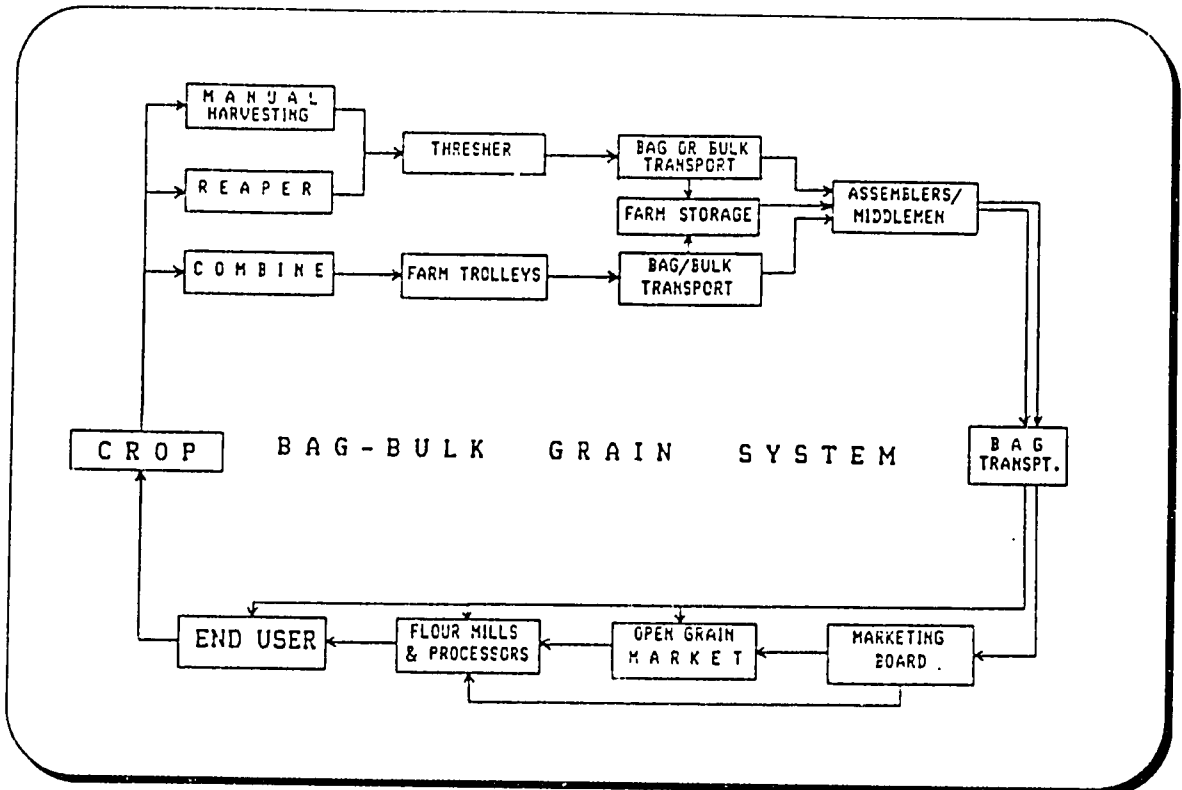 MANUAL
HARVESTING
THRESHER
BAG OR BULK
TRANSPORT
REAPER
FARM STORAGE
ASSEMBLERS/
MIDDLEMEN
COMBINE
FARM TROLLEYS
BAG/BULK
TRANSPORT
CROP
BAG-BULK GRAIN SYSTEM
BAG
TRANSPT.
END USER
FLOUR MILLS
& PROCESSORS
OPEN GRAIN
MARKET
MARKETING
BOARD